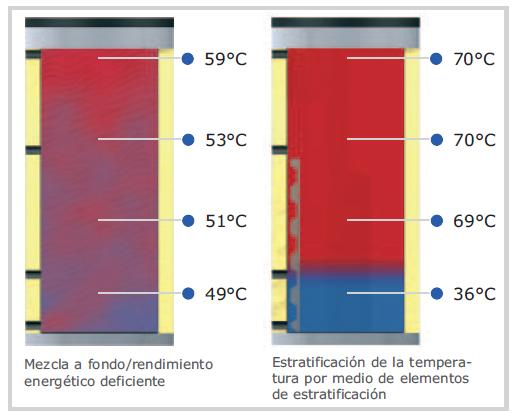 59°C
53°C
51°C
49°C
Mezcla a fondo/rendimiento
energético deficiente
70°C
70°C
69°C
36°C
Estratificación de la tempera-
tura por medio de elementos
de estratificación